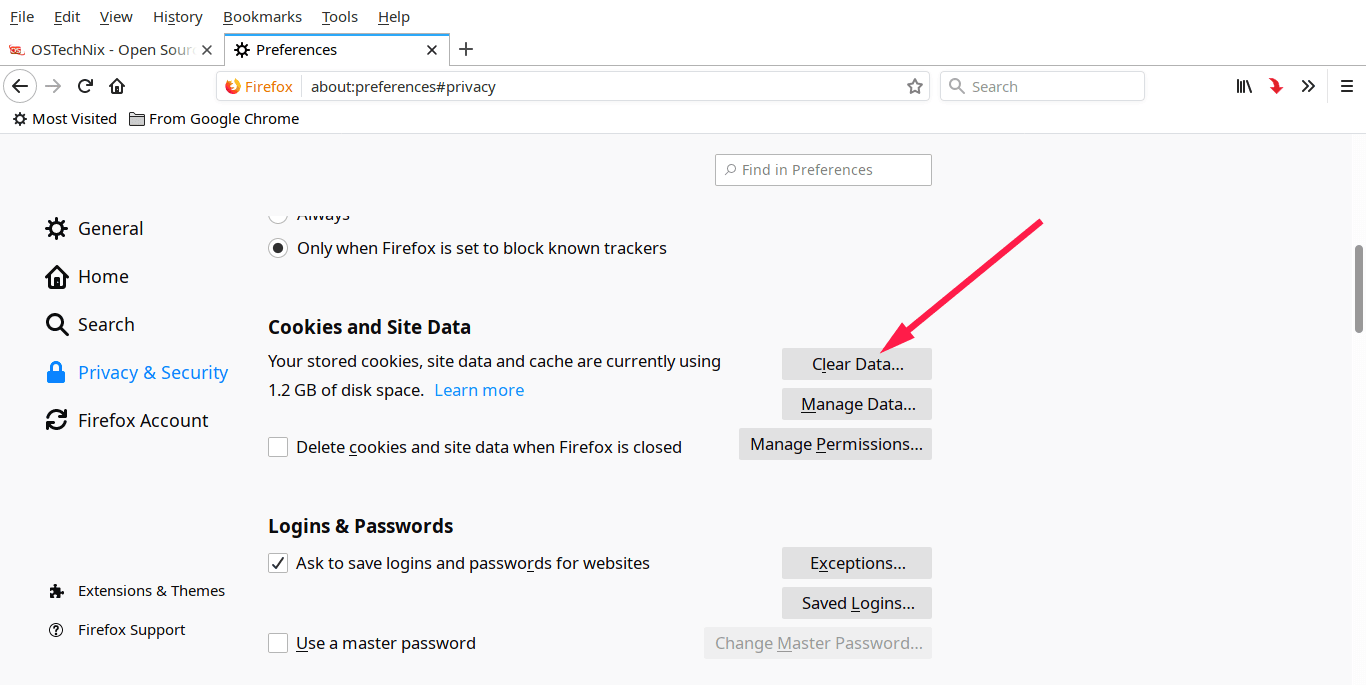 File Edit View History Bookmarks Tools Help
OSTechNix - Open Sour
Preferences
Firefox about:preferences#privacy
Search
Most Visited From Google Chrome
Find in Preferences
General
Home
Search
Privacy & Security
Firefox Account
Extensions & Themes
Firefox Support
Always
Only when Firefox is set to block known trackers
Cookies and Site Data
Your stored cookies, site data and cache are currently using
1.2 GB of disk space. Learn more
Clear Data...
Manage Data...
Manage Permissions...
Delete cookies and site data when Firefox is closed
Logins & Passwords
Ask to save logins and passwords for websites
Exceptions...
Saved Logins...
Use a master password
Change Master Password...